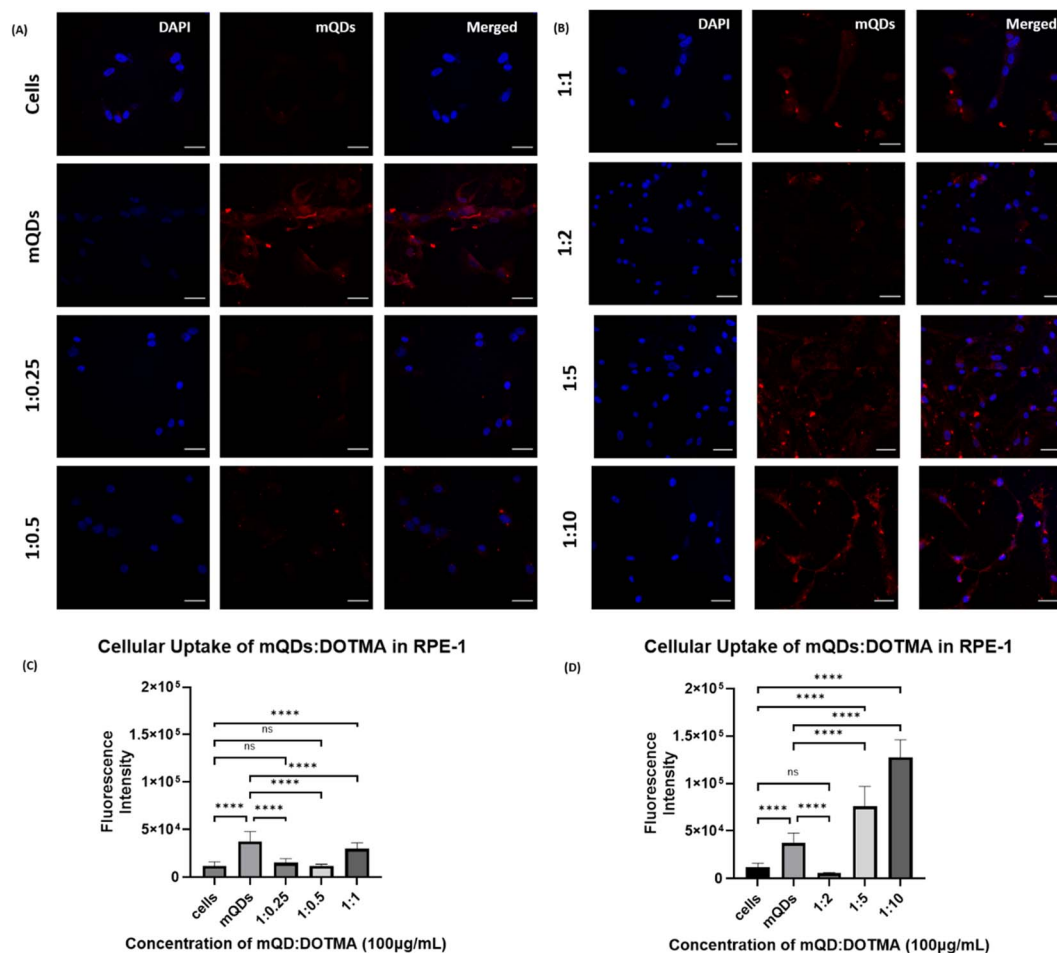 (A)
DAPI mQDs Merged
Cells
mQDs
1:0.25
1:0.5
(B)
DAPI mQDs Merged
1:1
1:2
1:5
1:10
Cellular Uptake of mQDs:DOTMA in RPE-1
(C)
Fluorescence
Intensity
2×10⁵
1.5×10⁵
1×10⁵
5×10⁴
0
****
ns
ns
****
****
**** ****
cells mQDs 1:0.25 1:0.5 1:1
Concentration of mQD:DOTMA (100µg/mL)
Cellular Uptake of mQDs:DOTMA in RPE-1
(D)
Fluorescence
Intensity
2×10⁵
1.5×10⁵
1×10⁵
5×10⁴
0
****
****
****
****
ns
**** ****
cells mQDs 1:2 1:5 1:10
Concentration of mQD:DOTMA (100µg/mL)